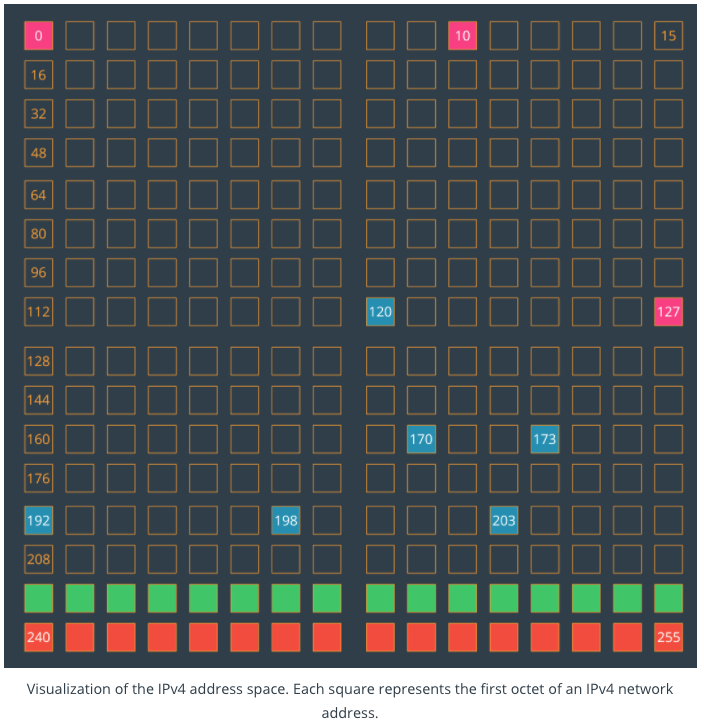 0 10 15
16
32
48
64
80
96
112 120 127
128
144
160 170 173
176
192 198 203
208
240 255
Visualization of the IPv4 address space. Each square represents the first octet of an IPv4 network
address.